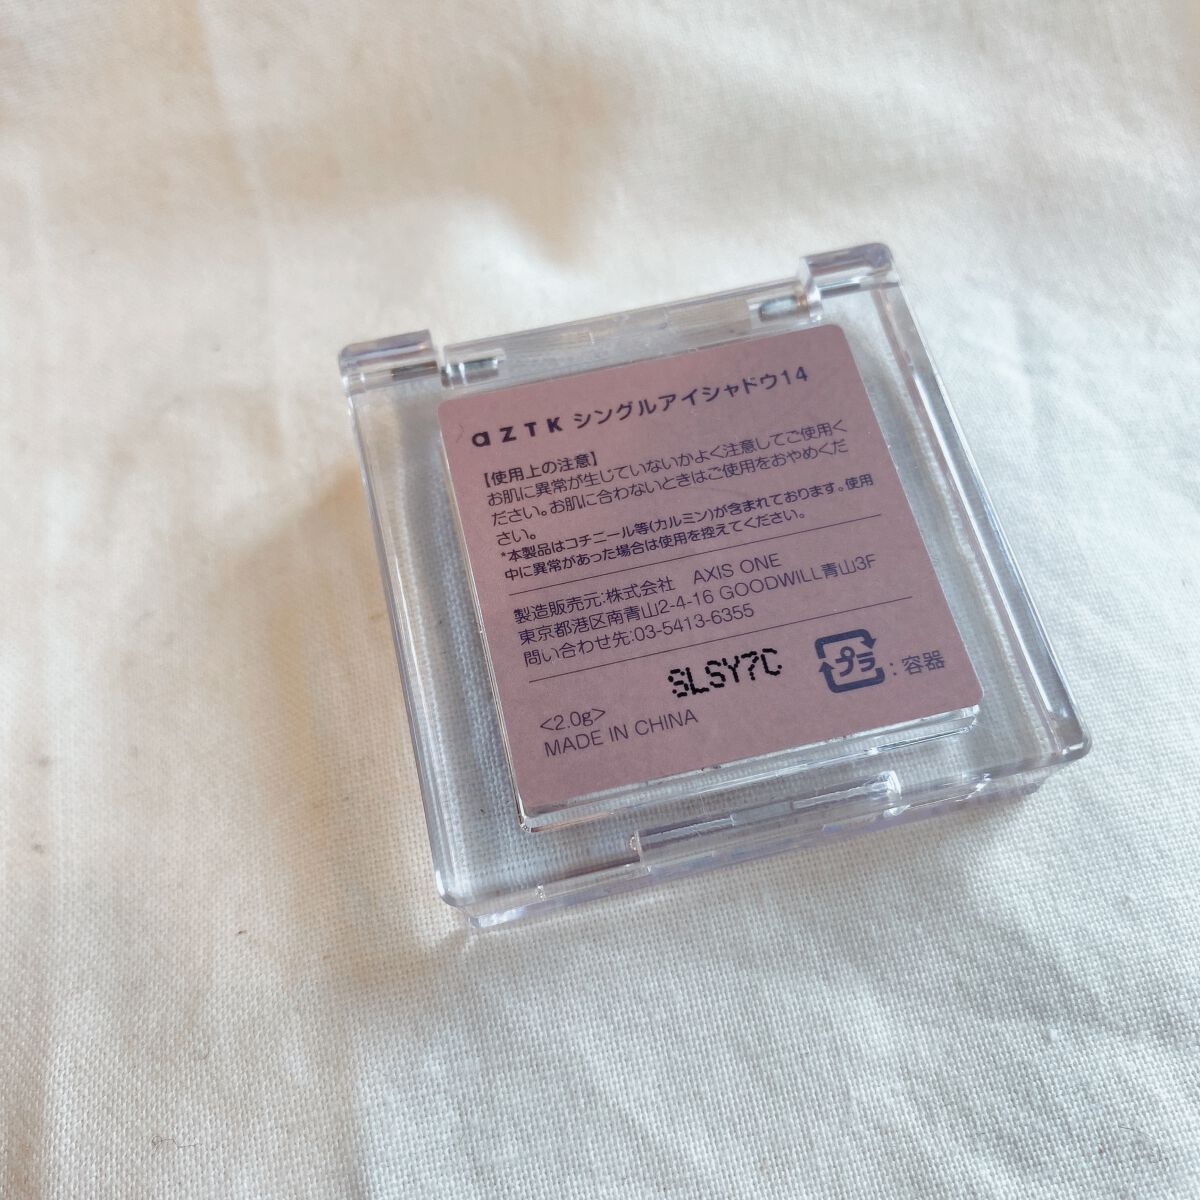 aZTK シングルアイシャドウ14
【使用上の注意】
お肌に異常が生じていないかよく注意してご使用く
ださい。お肌に合わないときはご使用をおやめくだ
さい。
*本製品はコチニール等(カルミン)が含まれております。使用
中に異常があった場合は使用を控えてください。
製造販売元:株式会社 AXIS ONE
東京都港区南青山2-4-16 GOODWILL青山3F
問い合わせ先:03-5413-6355
SLSY7C
プラ :容器
<2.0g>
MADE IN CHINA